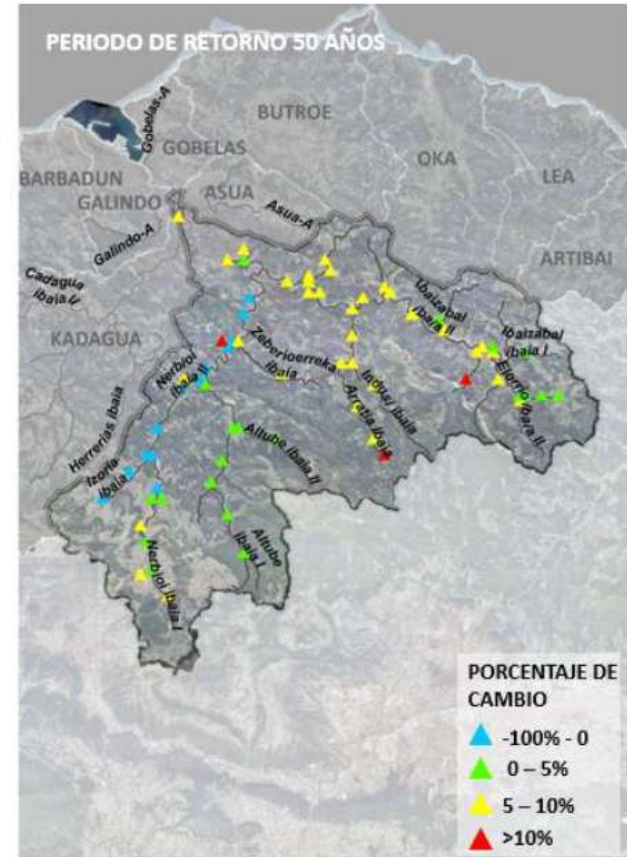 PERIODO DE RETORNO 50 AÑOS
Gobelas-A
BUTROE
GOBELAS
OKA
LEA
BARBADUN
GALINDO
ASUA
Asua-A
ARTIBAI
Galindo-A
Cadagua
ibaia II
KADAGUA
Ibaizabal
ibaia II
Ibaizabal
ibaia I
Elorrio ibaia II
Zeberioerreka
ibaia
Nerbioi ibaia II
Indusi ibaia
Arratia ibaia
Herrerias ibaia
Izoria
ibaia
Altube ibaia II
Altube
ibaia I
Nerbioi ibaia I
PORCENTAJE DE
CAMBIO
-100% - 0
0 – 5%
5 – 10%
>10%